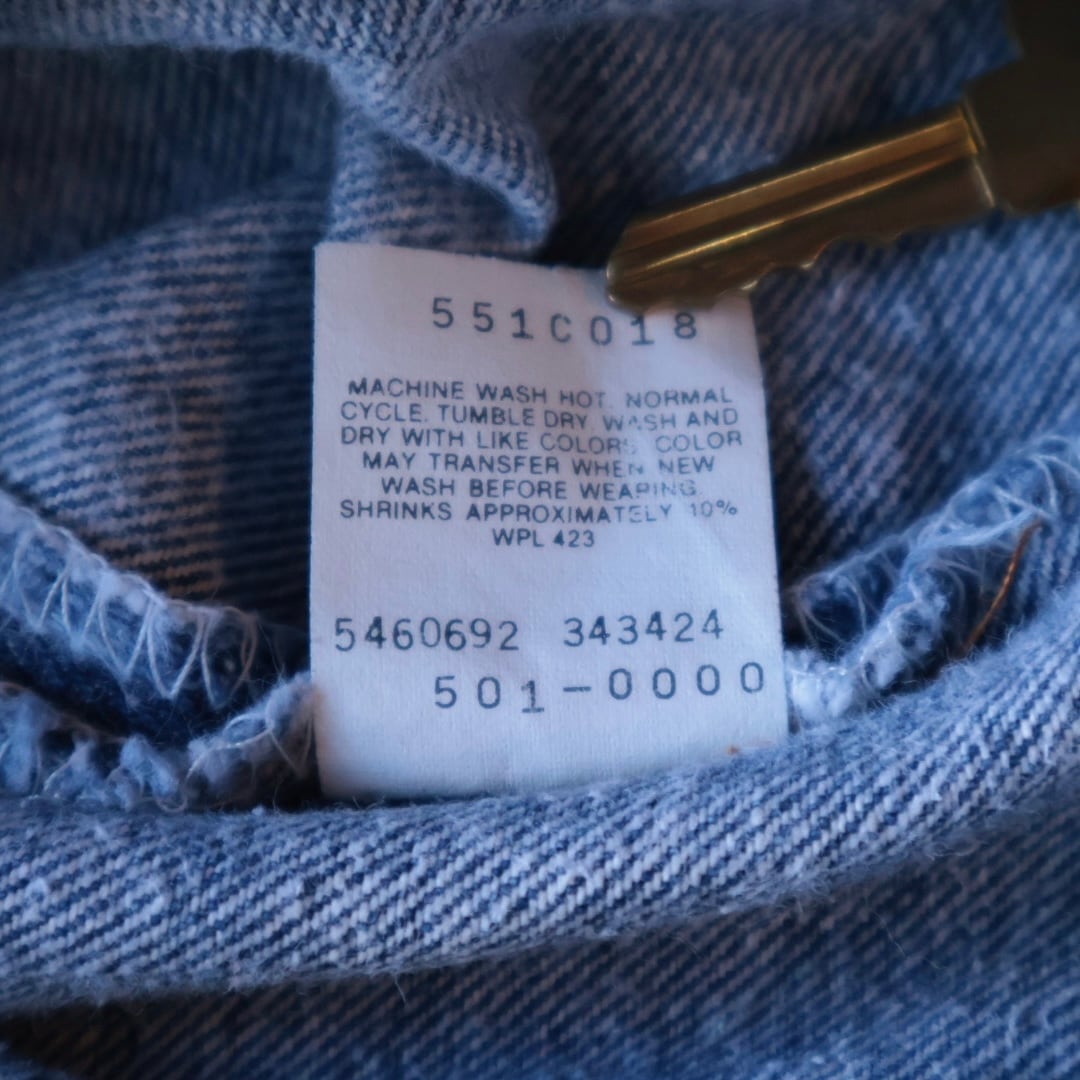 551C018
MACHINE WASH HOT, NORMAL
CYCLE. TUMBLE DRY. WASH AND
DRY WITH LIKE COLORS. COLOR
MAY TRANSFER WHEN NEW
WASH BEFORE WEARING.
SHRINKS APPROXIMATELY 10%
WPL 423
5460692 343424
501-0000